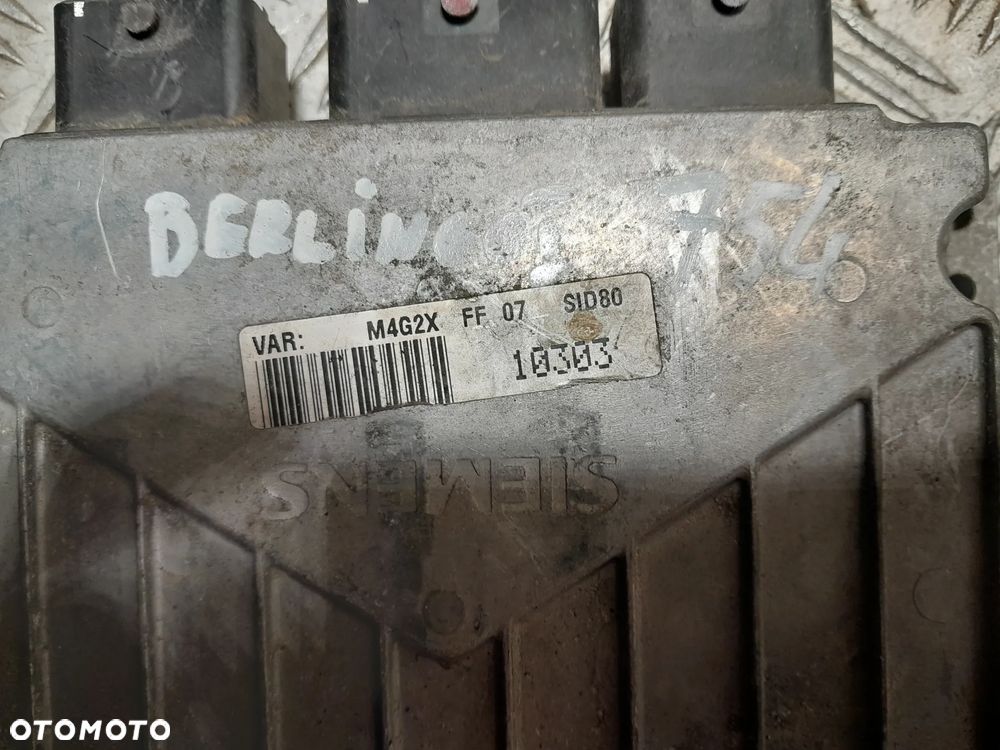 BERLINGO I 754
VAR: M4G2X FF 07 SID80
10303
SIEMENS
OTOMOTO